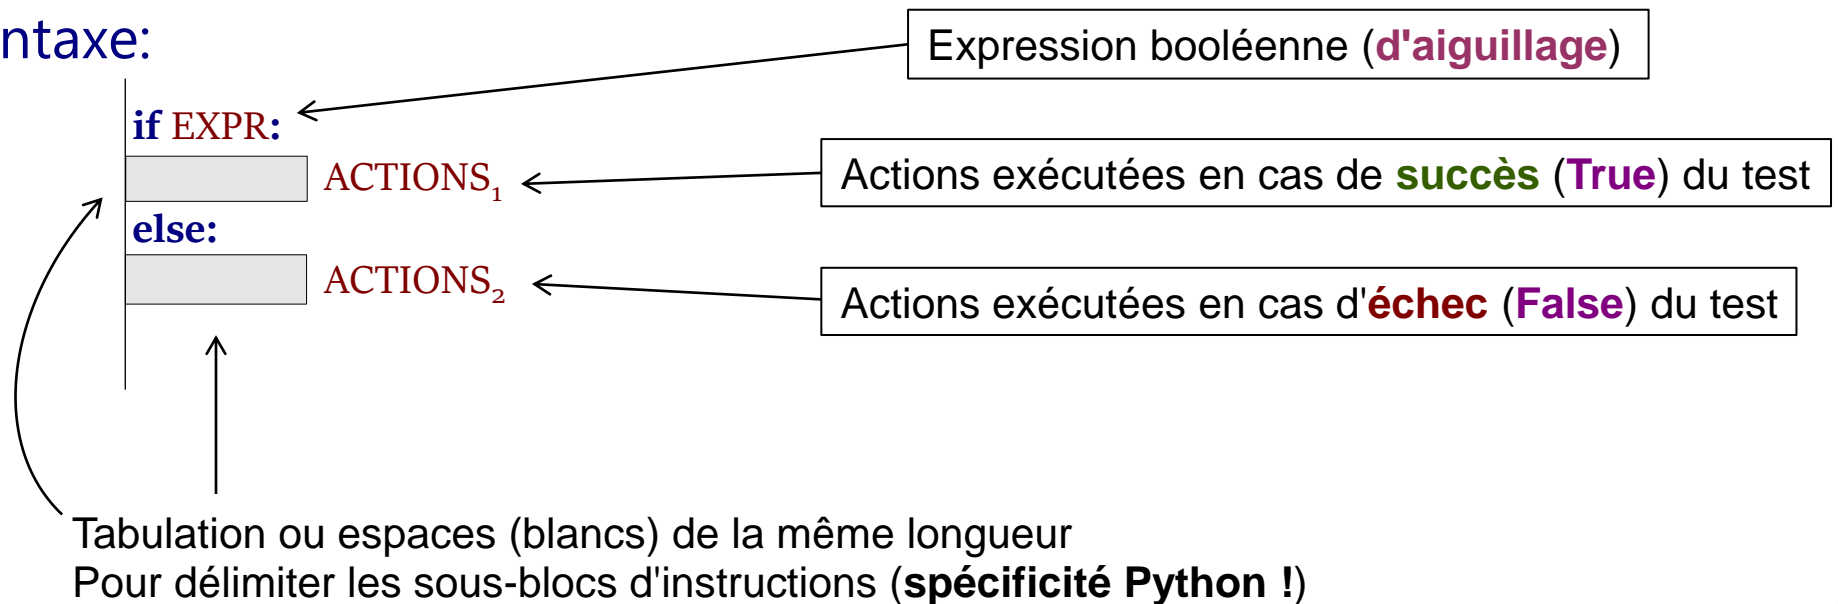 ntaxe:
Expression booléenne (d'aiguillage)
if EXPR:
ACTIONS₁
Actions exécutées en cas de succès (True) du test
else:
ACTIONS₂
Actions exécutées en cas d'échec (False) du test
Tabulation ou espaces (blancs) de la même longueur
Pour délimiter les sous-blocs d'instructions (spécificité Python !)